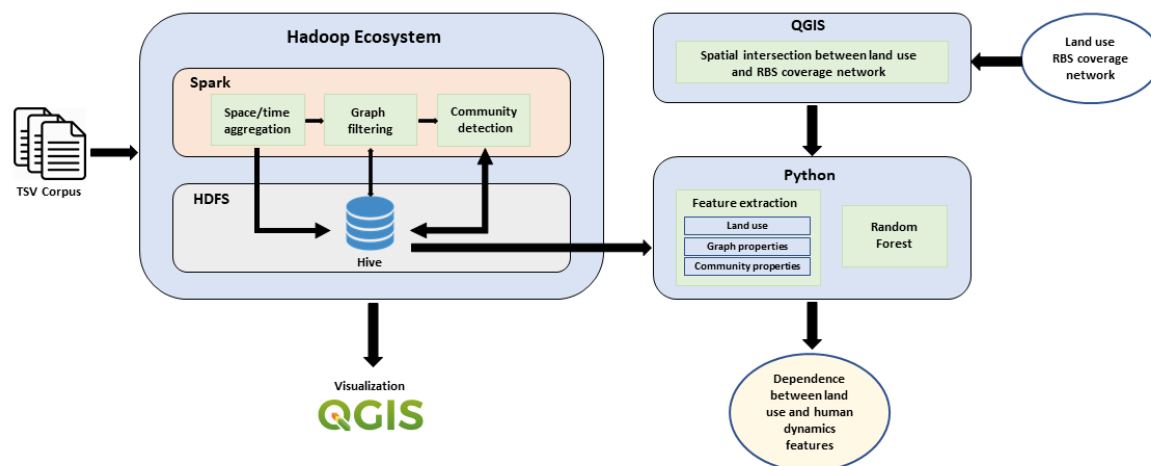 Hadoop Ecosystem
Spark
Space/time
aggregation
Graph
filtering
Community
detection
TSV Corpus
HDFS
Hive
Visualization
QGIS
QGIS
Spatial intersection between land use
and RBS coverage network
Land use
RBS coverage
network
Python
Feature extraction
Land use
Graph properties
Community properties
Random
Forest
Dependence
between land
use and human
dynamics
features